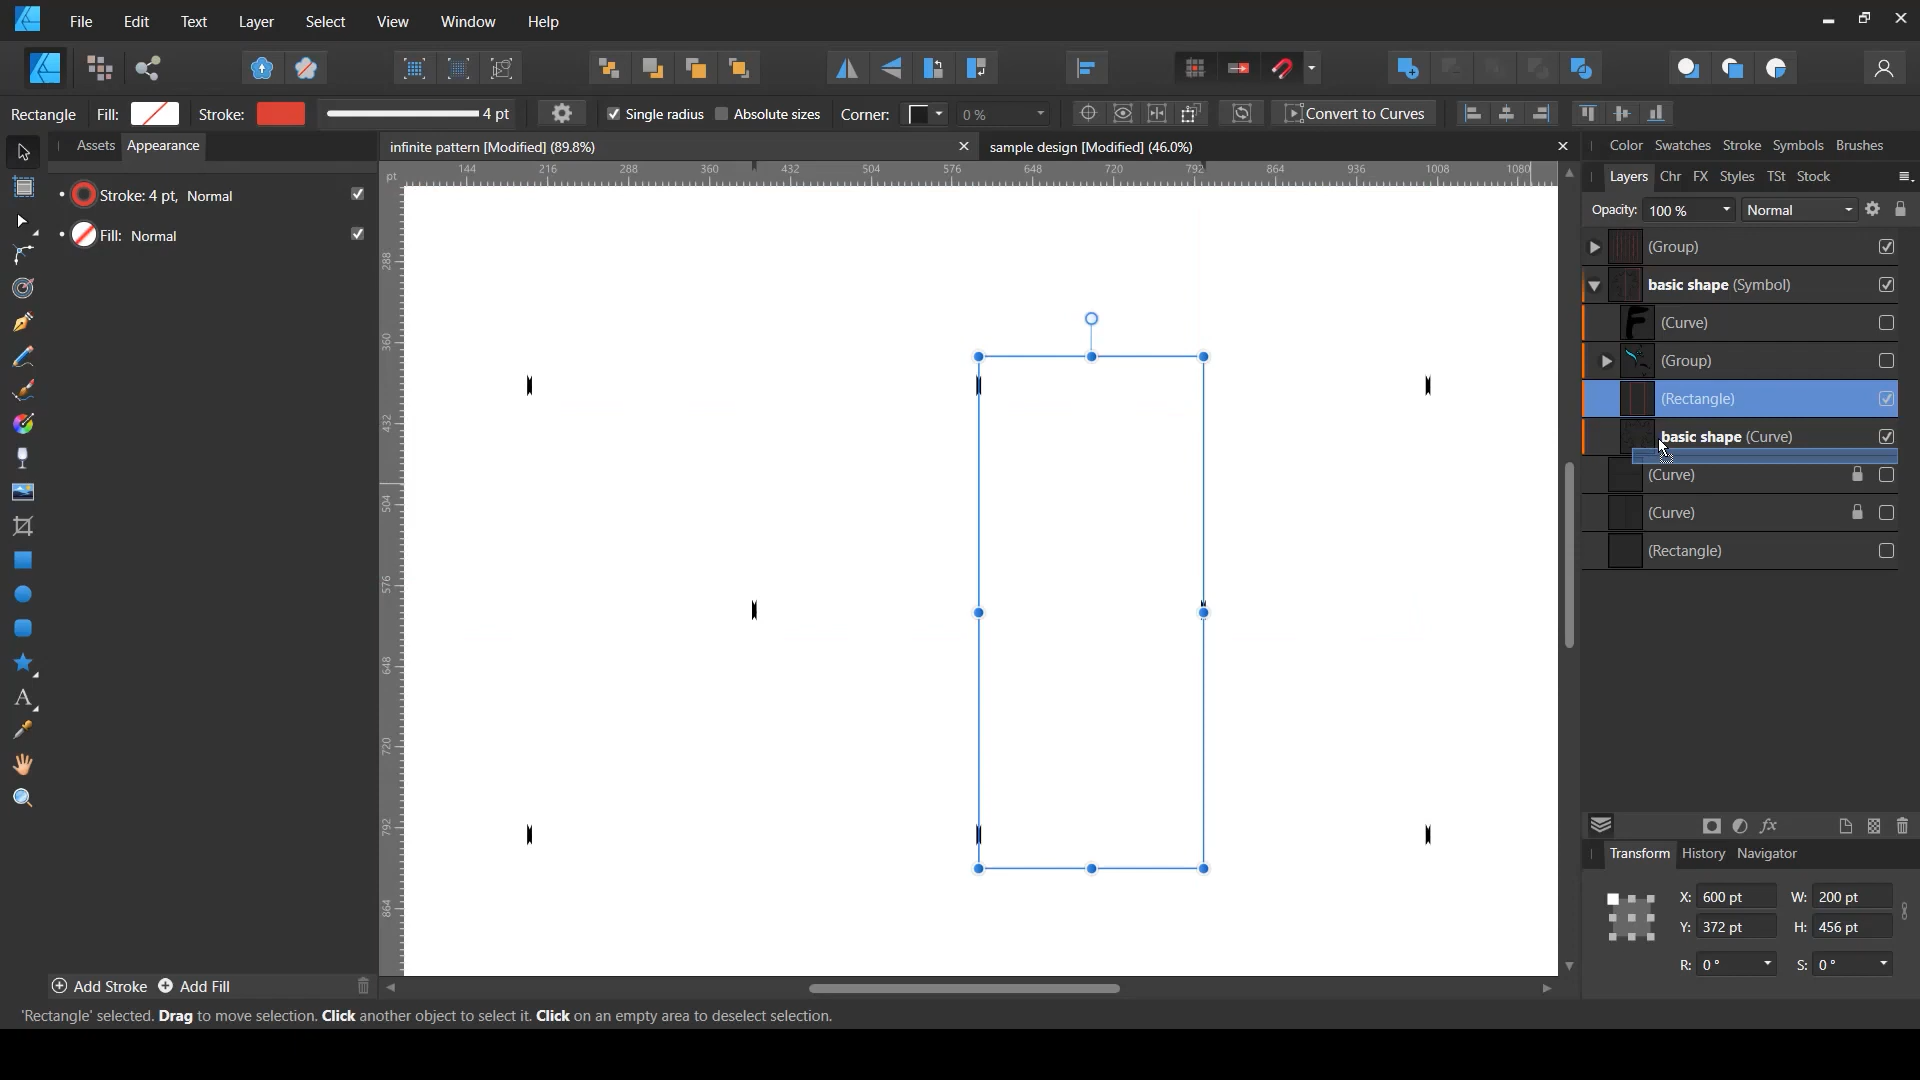 File Edit Text Layer Select View Window Help
Rectangle Fill: Stroke: 4 pt Single radius Absolute sizes Corner: 0 % Convert to Curves
Assets Appearance
infinite pattern [Modified] (89.8%)
sample design [Modified] (46.0%)
Color Swatches Stroke Symbols Brushes
pt 144 216 288 360 432 504 576 648 720 792 864 936 1008 1080
Layers Chr FX Styles TSt Stock
Stroke: 4 pt, Normal
Opacity: 100 % Normal
Fill: Normal
(Group)
basic shape (Symbol)
(Curve)
(Group)
(Rectangle)
basic shape (Curve)
(Curve)
(Curve)
(Rectangle)
288
360
432
504
576
648
720
792
864
Transform History Navigator
X: 600 pt W: 200 pt
Y: 372 pt H: 456 pt
R: 0 ° S: 0 °
Add Stroke Add Fill
'Rectangle' selected. Drag to move selection. Click another object to select it. Click on an empty area to deselect selection.